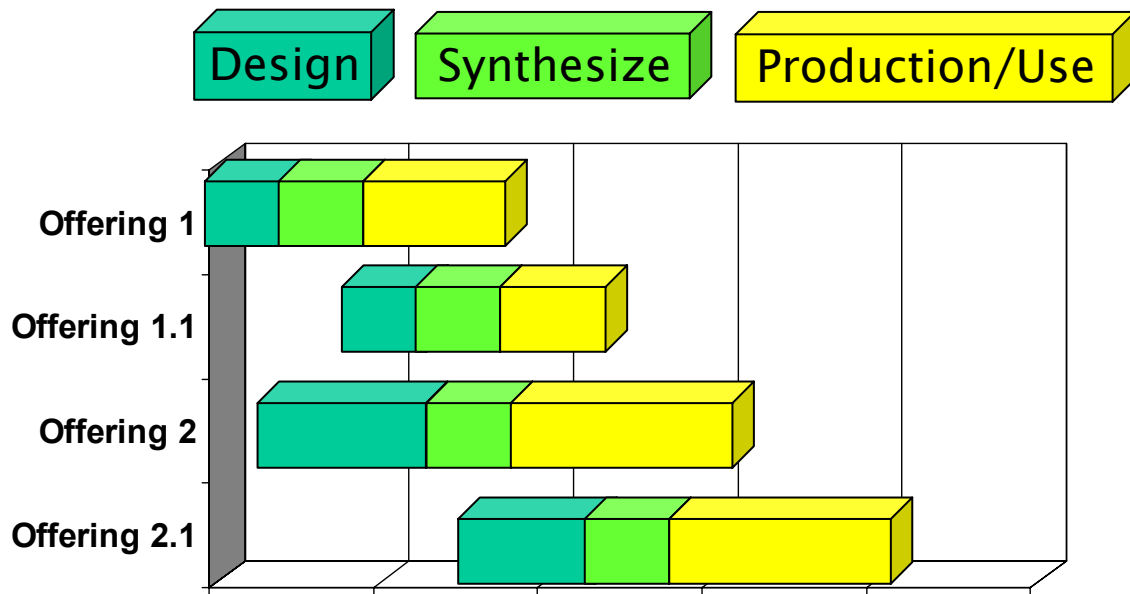 Design
Synthesize
Production/Use
Offering 1
Offering 1.1
Offering 2
Offering 2.1